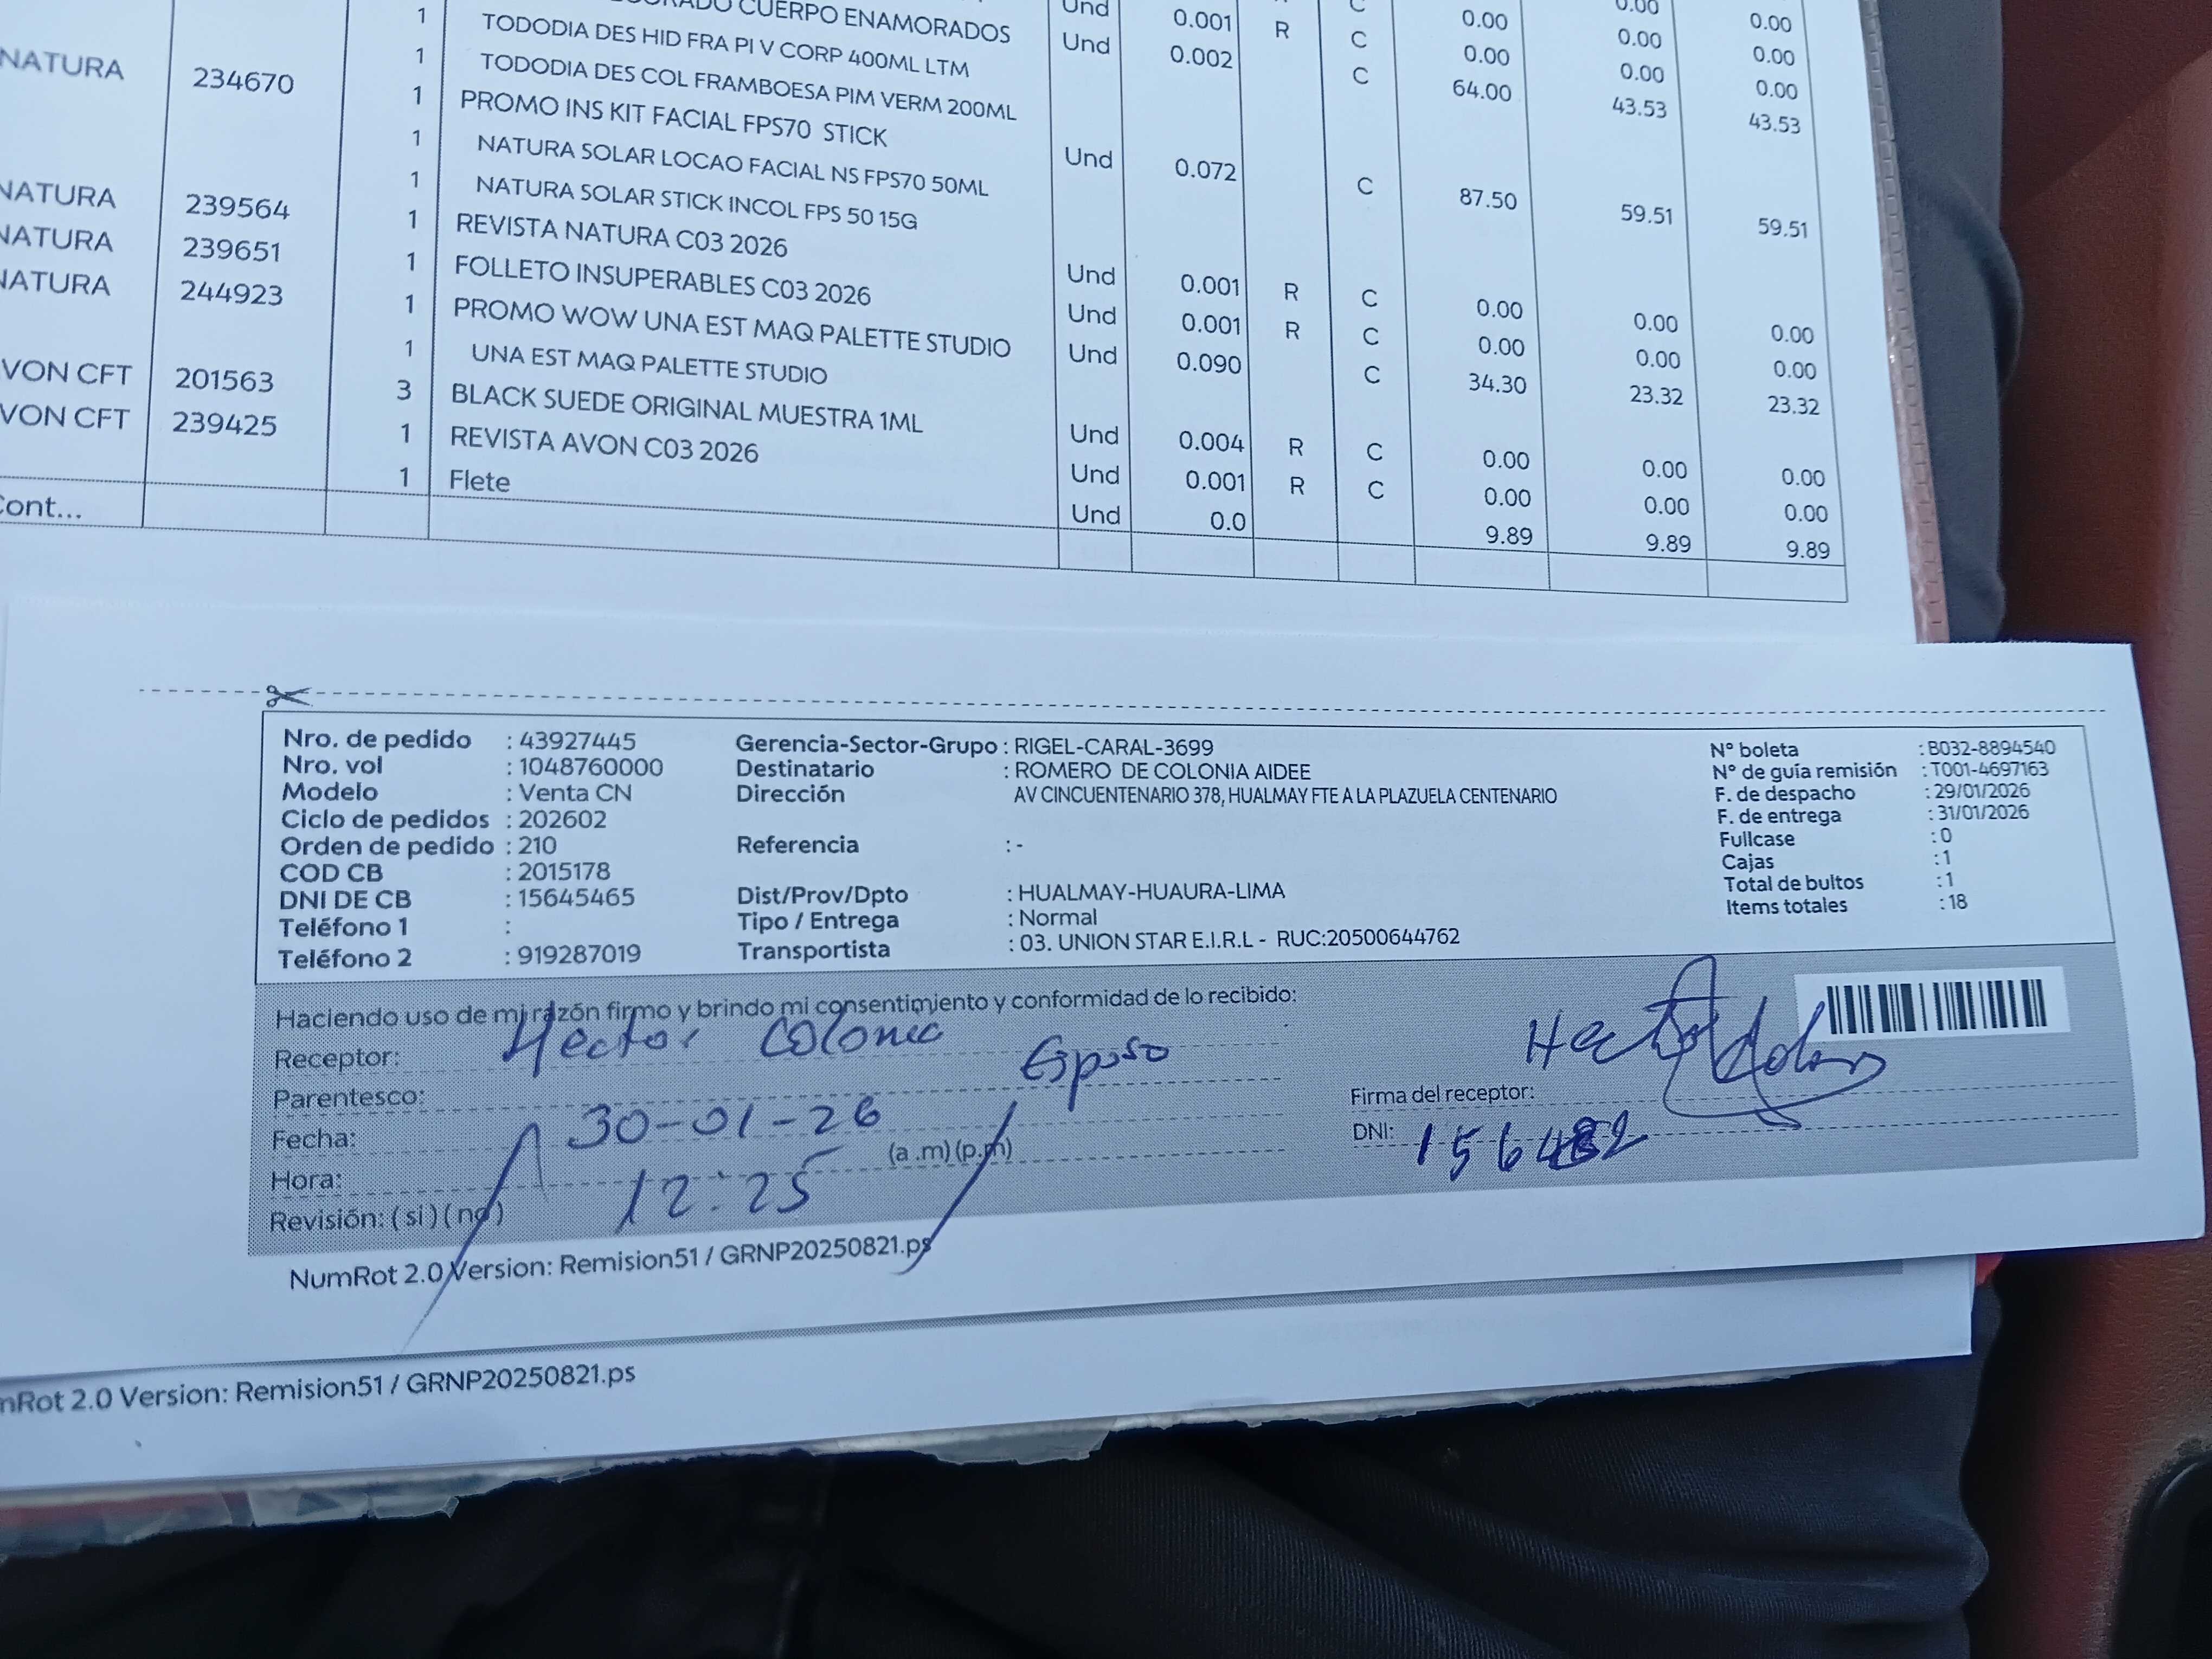 CUERPO ENAMORADOS Und 0.001 R C 0.00 0.00 0.00
1 TODODIA DES HID FRA PI V CORP 400ML LTM Und 0.002 R C 0.00 0.00 0.00
1 TODODIA DES COL FRAMBOESA PIM VERM 200ML
NATURA 234670 1 PROMO INS KIT FACIAL FPS70 STICK Und 0.072 C 87.50 59.51 59.51
1 NATURA SOLAR LOCAO FACIAL NS FPS70 50ML
1 NATURA SOLAR STICK INCOL FPS 50 15G
NATURA 239564 1 REVISTA NATURA C03 2026 Und 0.001 R C 0.00 0.00 0.00
NATURA 239651 1 FOLLETO INSUPERABLES C03 2026 Und 0.001 R C 0.00 0.00 0.00
NATURA 244923 1 PROMO WOW UNA EST MAQ PALETTE STUDIO Und 0.090 C 34.30 23.32 23.32
1 UNA EST MAQ PALETTE STUDIO
VON CFT 201563 3 BLACK SUEDE ORIGINAL MUESTRA 1ML Und 0.004 R C 0.00 0.00 0.00
VON CFT 239425 1 REVISTA AVON C03 2026 Und 0.001 R C 0.00 0.00 0.00
1 Flete Und 0.0 9.89 9.89 9.89
Cont...
Nro. de pedido : 43927445 Gerencia-Sector-Grupo : RIGEL-CARAL-3699 N° boleta : B032-8894540
Nro. vol : 1048760000 Destinatario : ROMERO DE COLONIA AIDEE N° de guía remisión : T001-4697163
Modelo : Venta CN Dirección AV CINCUENTENARIO 378, HUALMAY FTE A LA PLAZUELA CENTENARIO F. de despacho : 29/01/2026
Ciclo de pedidos : 202602 F. de entrega : 31/01/2026
Orden de pedido : 210 Referencia : - Fullcase : 0
COD CB : 2015178 Cajas : 1
DNI DE CB : 15645465 Dist/Prov/Dpto : HUALMAY-HUAURA-LIMA Total de bultos : 1
Teléfono 1 : Tipo / Entrega : Normal Items totales : 18
Teléfono 2 : 919287019 Transportista : 03. UNION STAR E.I.R.L - RUC:20500644762
Haciendo uso de mi razón firmo y brindo mi consentimiento y conformidad de lo recibido:
Receptor: Hector Colonia
Parentesco: Esposo Firma del receptor:
Fecha: 30-01-26 DNI:
Hora: 12:25 (a.m) (p.m)
Revisión: ( si ) ( no )
NumRot 2.0 Version: Remision51 / GRNP20250821.ps
mRot 2.0 Version: Remision51 / GRNP20250821.ps